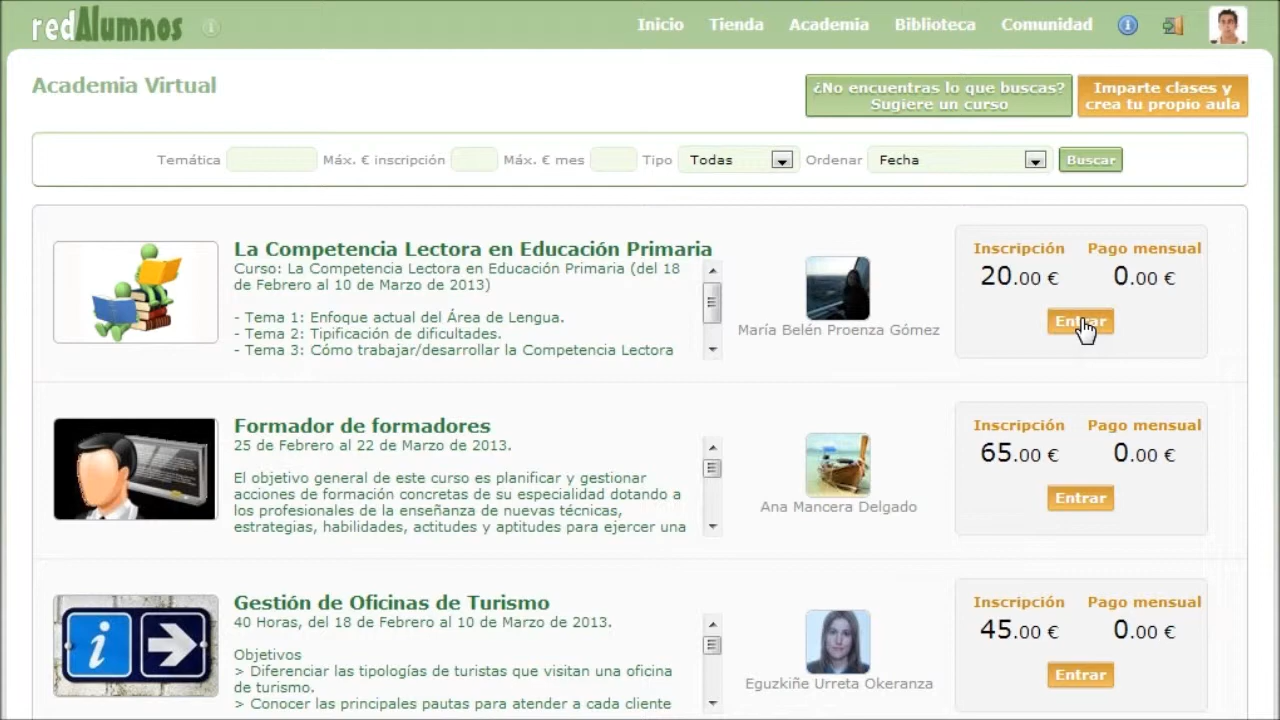 redAlumnos
Inicio Tienda Academia Biblioteca Comunidad
Academia Virtual
¿No encuentras lo que buscas?
Sugiere un curso
Imparte clases y
crea tu propio aula
Temática Máx. € inscripción Máx. € mes Tipo Todas Ordenar Fecha Buscar
La Competencia Lectora en Educación Primaria
Curso: La Competencia Lectora en Educación Primaria (del 18
de Febrero al 10 de Marzo de 2013)
- Tema 1: Enfoque actual del Área de Lengua.
- Tema 2: Tipificación de dificultades.
- Tema 3: Cómo trabajar/desarrollar la Competencia Lectora
María Belén Proenza Gómez
Inscripción Pago mensual
20.00 € 0.00 €
Entrar
Formador de formadores
25 de Febrero al 22 de Marzo de 2013.
El objetivo general de este curso es planificar y gestionar
acciones de formación concretas de su especialidad dotando a
los profesionales de la enseñanza de nuevas técnicas,
estrategias, habilidades, actitudes y aptitudes para ejercer una
Ana Mancera Delgado
Inscripción Pago mensual
65.00 € 0.00 €
Entrar
Gestión de Oficinas de Turismo
40 Horas, del 18 de Febrero al 10 de Marzo de 2013.
Objetivos
> Diferenciar las tipologías de turistas que visitan una oficina
de turismo.
> Conocer las principales pautas para atender a cada cliente
Eguzkiñe Urreta Okeranza
Inscripción Pago mensual
45.00 € 0.00 €
Entrar